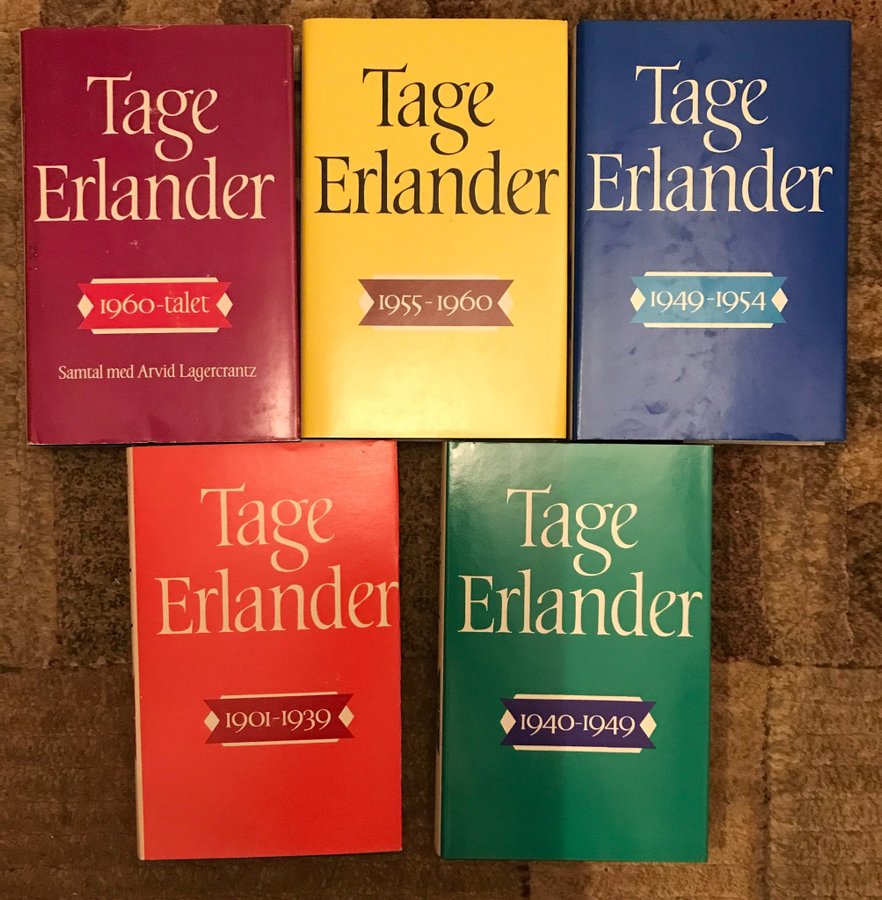 Tage
Erlander
1960-talet
Samtal med Arvid Lagercrantz
Tage
Erlander
1955-1960
Tage
Erlander
1949-1954
Tage
Erlander
1901-1939
Tage
Erlander
1940-1949